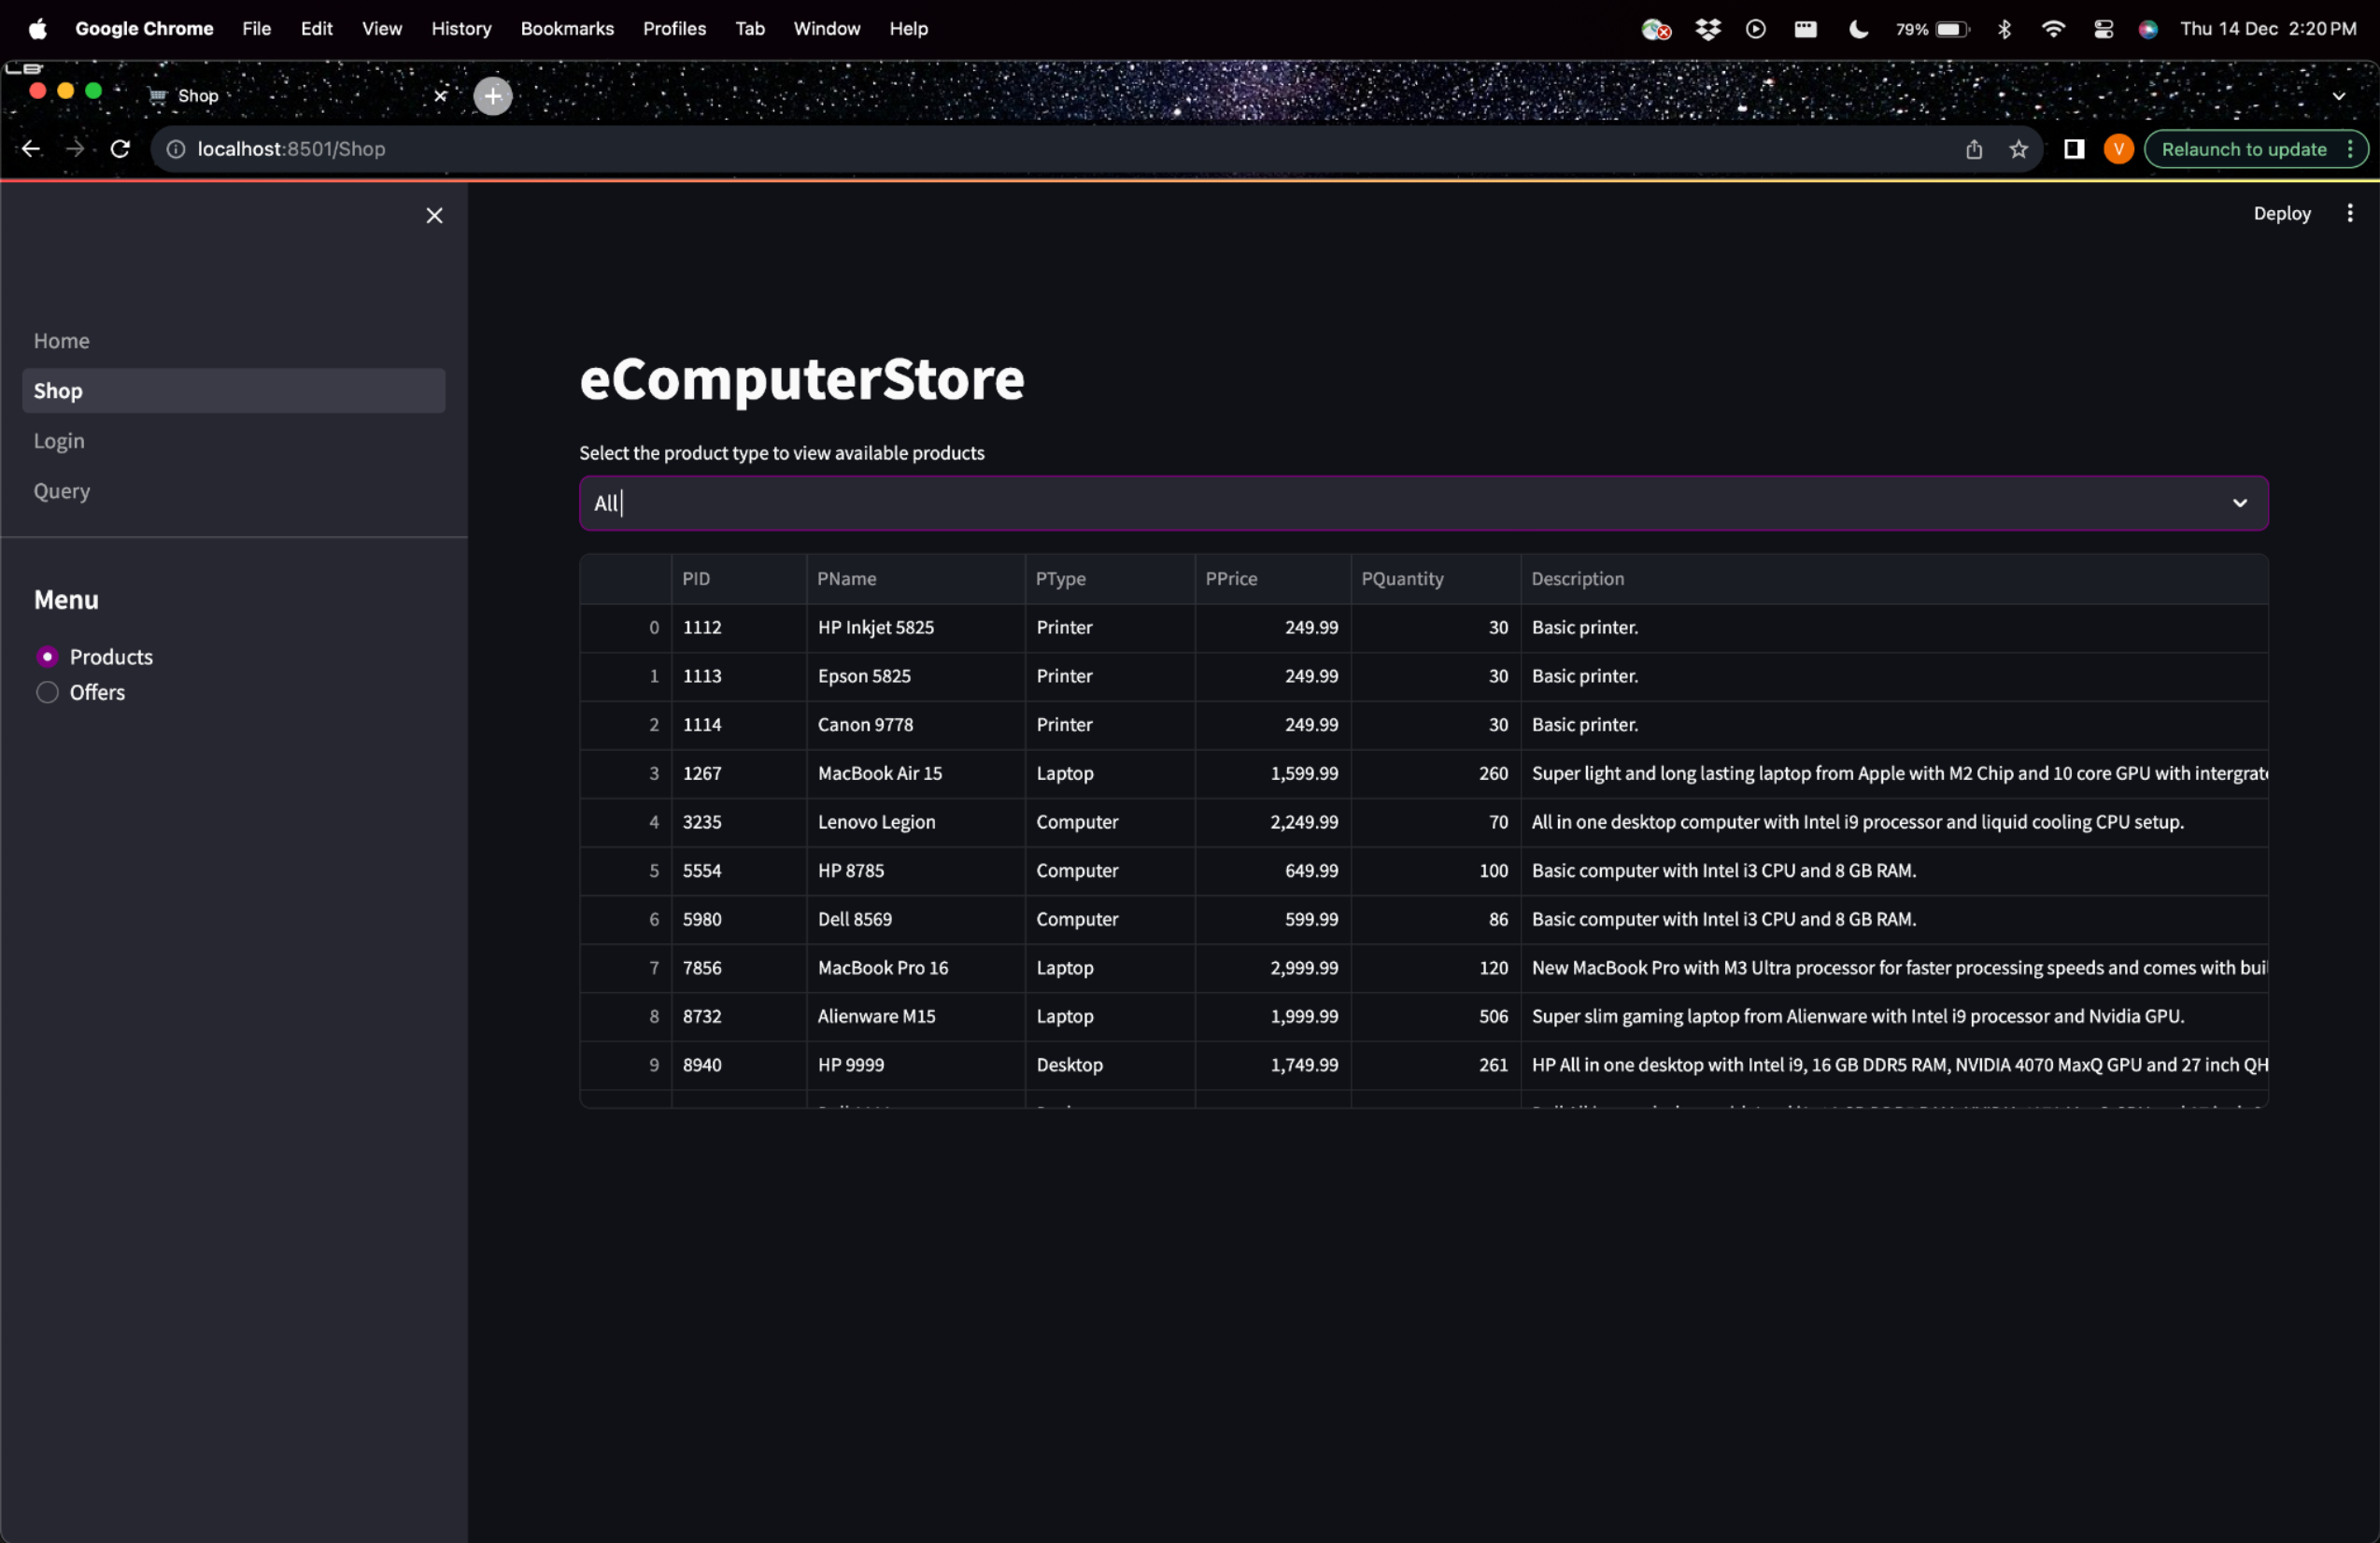 Google Chrome File Edit View History Bookmarks Profiles Tab Window Help 79% Thu 14 Dec 2:20 PM
Shop
localhost:8501/Shop V Relaunch to update
Deploy
Home
Shop
Login
Query
Menu
Products
Offers
eComputerStore
Select the product type to view available products
All
PID PName PType PPrice PQuantity Description
0 1112 HP Inkjet 5825 Printer 249.99 30 Basic printer.
1 1113 Epson 5825 Printer 249.99 30 Basic printer.
2 1114 Canon 9778 Printer 249.99 30 Basic printer.
3 1267 MacBook Air 15 Laptop 1,599.99 260 Super light and long lasting laptop from Apple with M2 Chip and 10 core GPU with intergrat
4 3235 Lenovo Legion Computer 2,249.99 70 All in one desktop computer with Intel i9 processor and liquid cooling CPU setup.
5 5554 HP 8785 Computer 649.99 100 Basic computer with Intel i3 CPU and 8 GB RAM.
6 5980 Dell 8569 Computer 599.99 86 Basic computer with Intel i3 CPU and 8 GB RAM.
7 7856 MacBook Pro 16 Laptop 2,999.99 120 New MacBook Pro with M3 Ultra processor for faster processing speeds and comes with bui
8 8732 Alienware M15 Laptop 1,999.99 506 Super slim gaming laptop from Alienware with Intel i9 processor and Nvidia GPU.
9 8940 HP 9999 Desktop 1,749.99 261 HP All in one desktop with Intel i9, 16 GB DDR5 RAM, NVIDIA 4070 MaxQ GPU and 27 inch QH